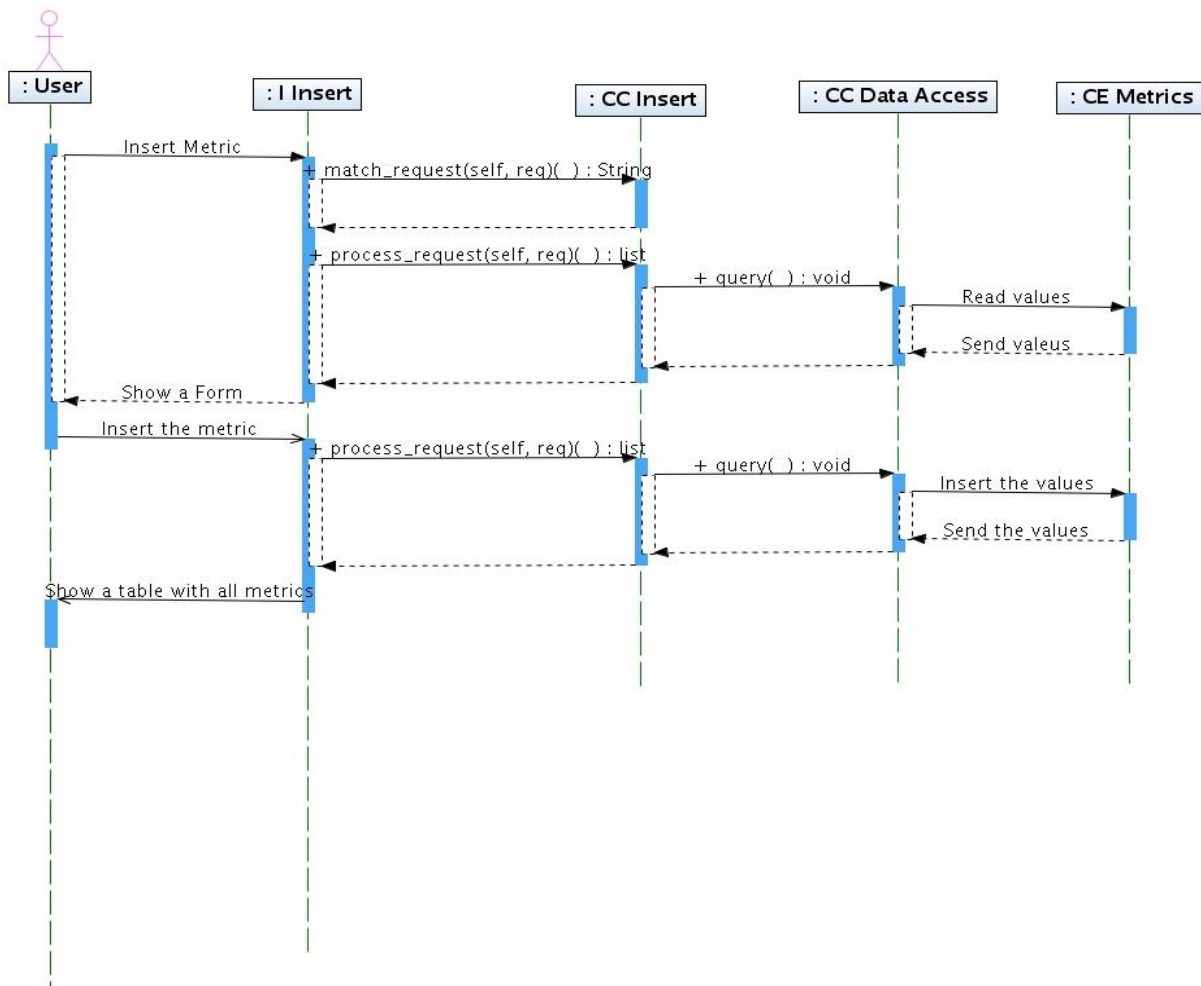 : User
: I Insert
: CC Insert
: CC Data Access
: CE Metrics
Insert Metric
+ match_request(self, req)( ) : String
+ process_request(self, req)( ) : list
+ query( ) : void
Read values
Send valeus
Show a Form
Insert the metric
+ process_request(self, req)( ) : list
+ query( ) : void
Insert the values
Send the values
Show a table with all metrics